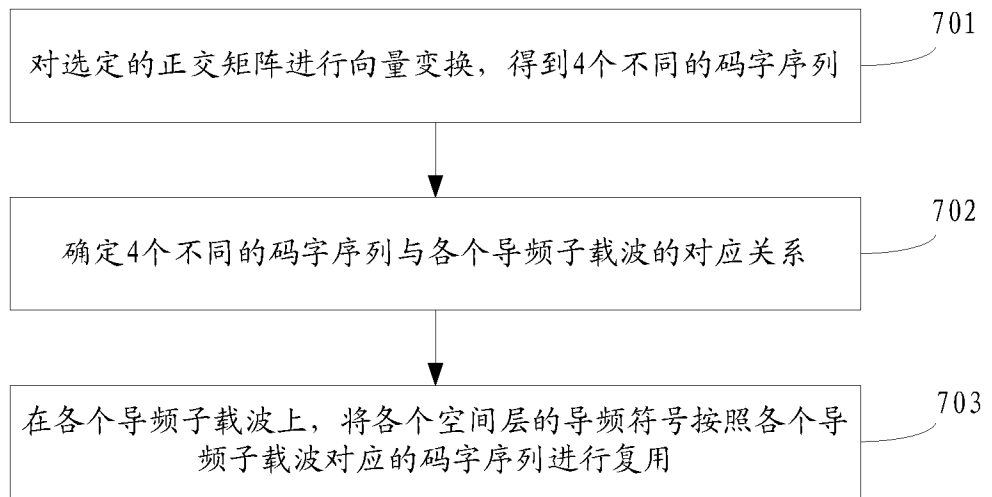 701
对选定的正交矩阵进行向量变换，得到4个不同的码字序列
702
确定4个不同的码字序列与各个导频子载波的对应关系
703
在各个导频子载波上，将各个空间层的导频符号按照各个导
频子载波对应的码字序列进行复用